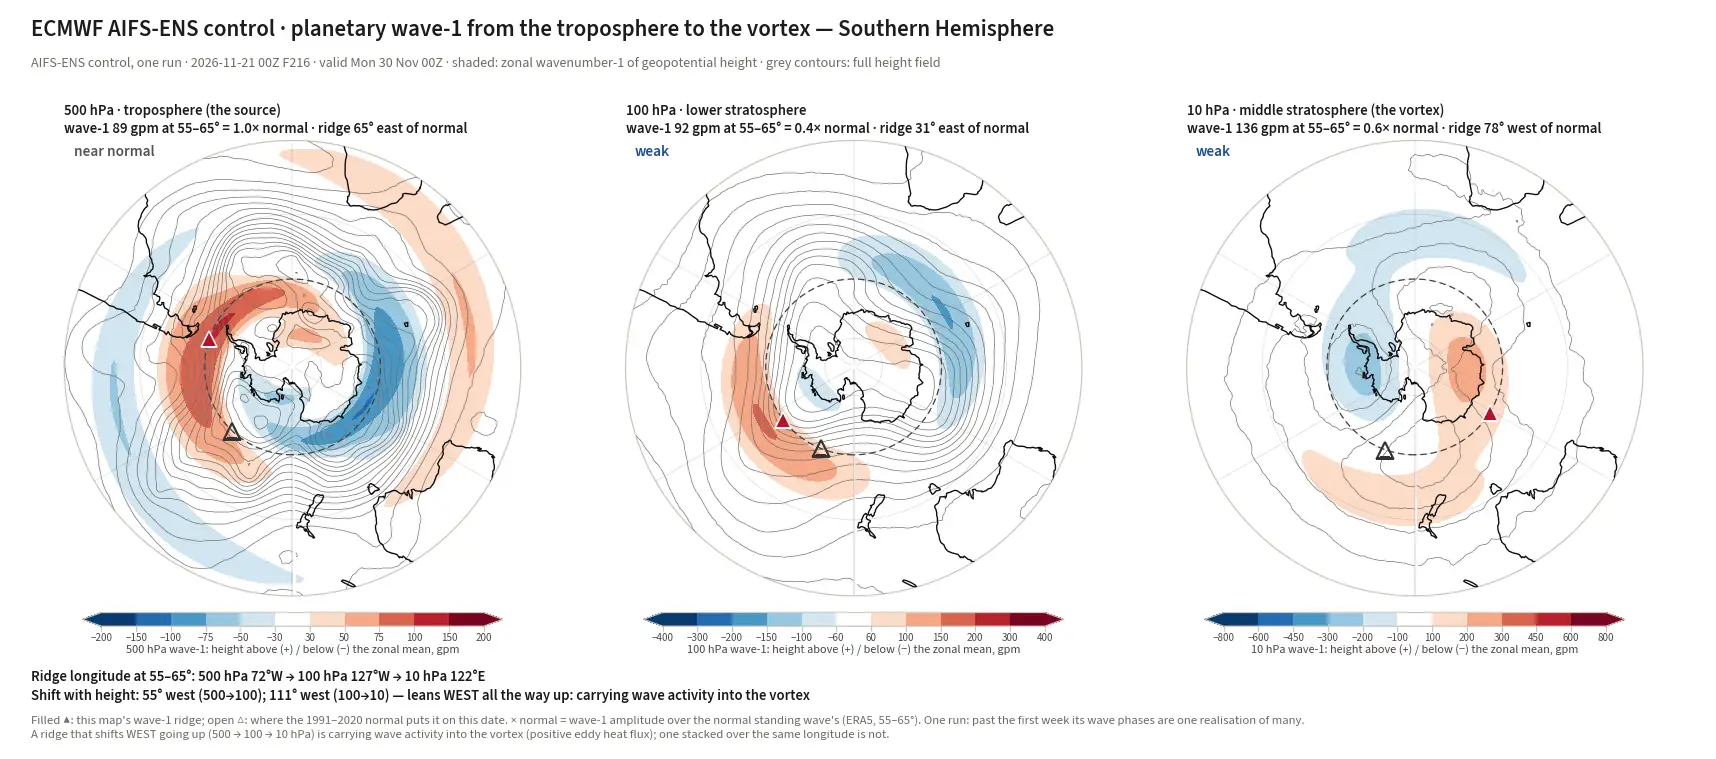 ECMWF AIFS-ENS control · planetary wave-1 from the troposphere to the vortex — Southern Hemisphere
AIFS-ENS control, one run · 2026-11-21 00Z F216 · valid Mon 30 Nov 00Z · shaded: zonal wavenumber-1 of geopotential height · grey contours: full height field
500 hPa · troposphere (the source)
wave-1 89 gpm at 55–65° = 1.0× normal · ridge 65° east of normal
near normal
100 hPa · lower stratosphere
wave-1 92 gpm at 55–65° = 0.4× normal · ridge 31° east of normal
weak
10 hPa · middle stratosphere (the vortex)
wave-1 136 gpm at 55–65° = 0.6× normal · ridge 78° west of normal
weak
−200 −150 −100 −75 −50 −30 30 50 75 100 150 200
500 hPa wave-1: height above (+) / below (−) the zonal mean, gpm
−400 −300 −200 −150 −100 −60 60 100 150 200 300 400
100 hPa wave-1: height above (+) / below (−) the zonal mean, gpm
−800 −600 −450 −300 −200 −100 100 200 300 450 600 800
10 hPa wave-1: height above (+) / below (−) the zonal mean, gpm
Ridge longitude at 55–65°: 500 hPa 72°W → 100 hPa 127°W → 10 hPa 122°E
Shift with height: 55° west (500→100); 111° west (100→10) — leans WEST all the way up: carrying wave activity into the vortex
Filled ▲: this map's wave-1 ridge; open △: where the 1991–2020 normal puts it on this date. × normal = wave-1 amplitude over the normal standing wave's (ERA5, 55–65°). One run: past the first week its wave phases are one realisation of many.
A ridge that shifts WEST going up (500 → 100 → 10 hPa) is carrying wave activity into the vortex (positive eddy heat flux); one stacked over the same longitude is not.